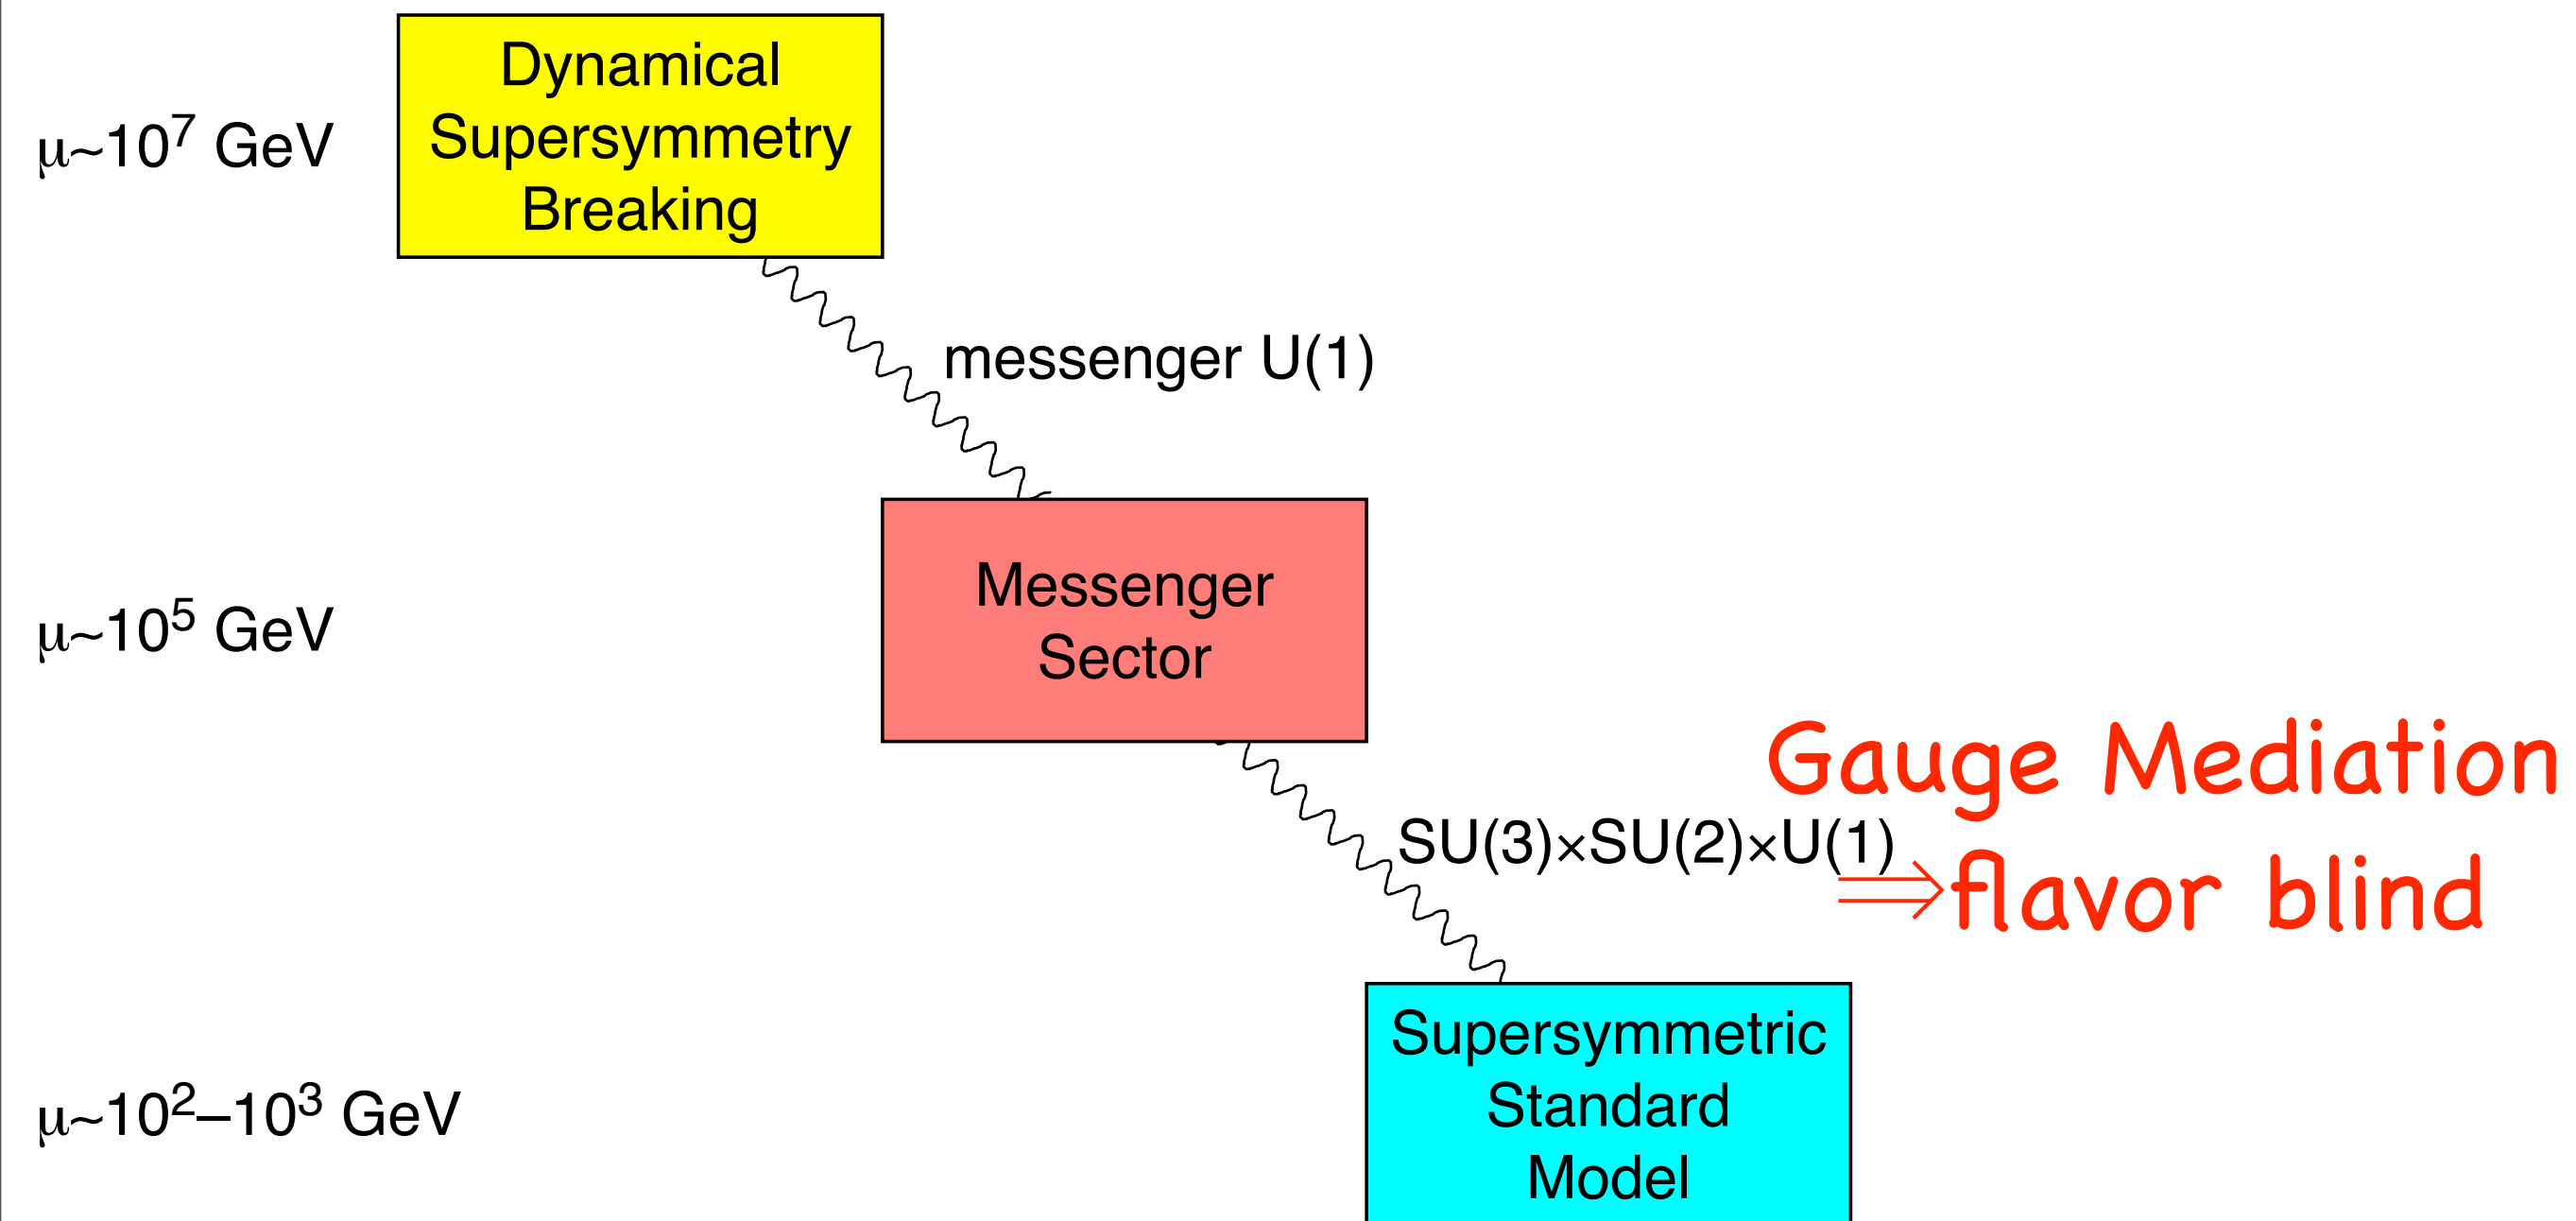 Dynamical
Supersymmetry
Breaking
μ~10⁷ GeV
messenger U(1)
Messenger
Sector
μ~10⁵ GeV
Gauge Mediation
SU(3)×SU(2)×U(1)
⇒flavor blind
Supersymmetric
Standard
Model
μ~10²–10³ GeV